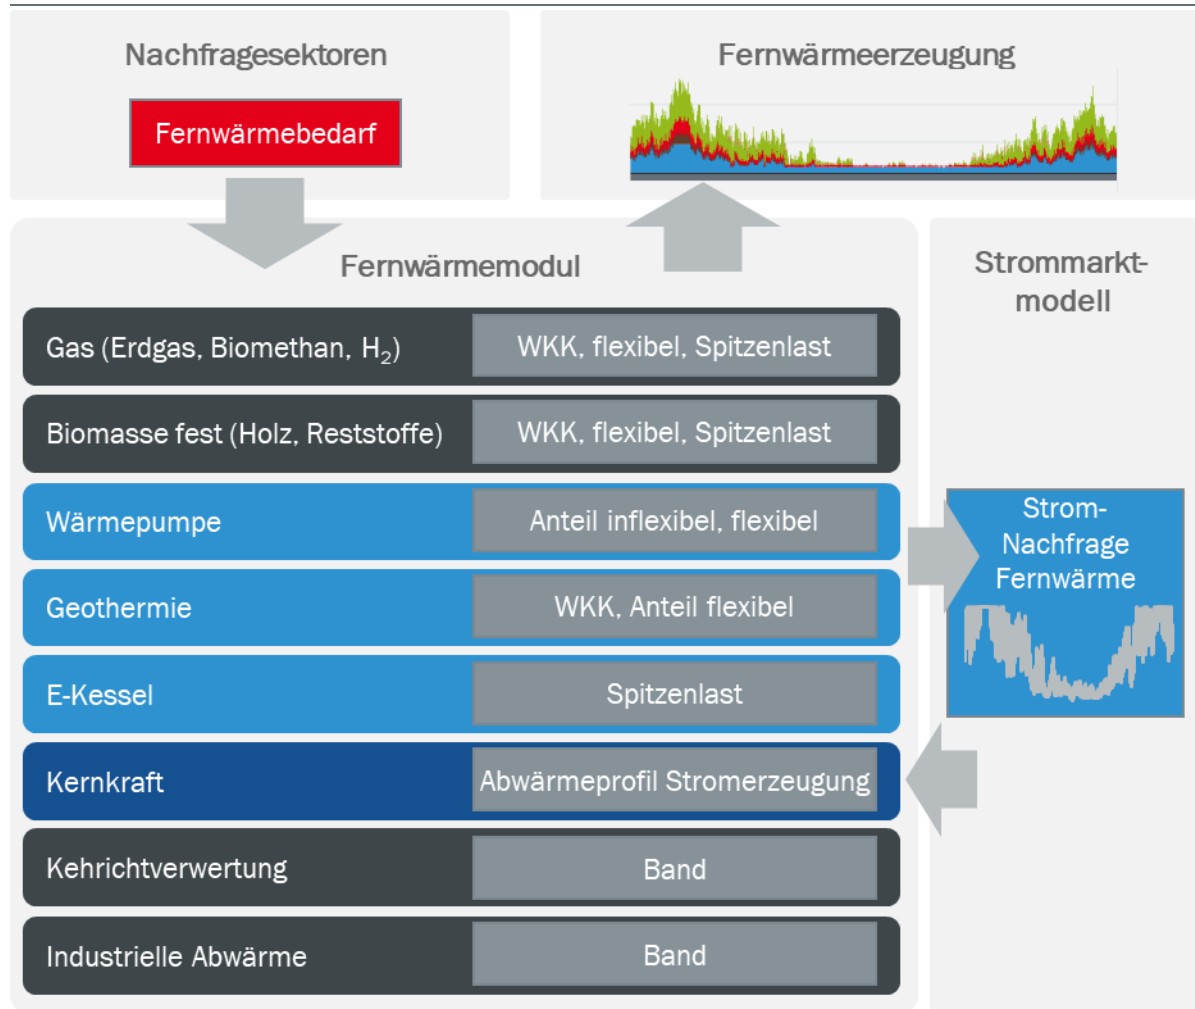 Nachfragesektoren
Fernwärmebedarf
Fernwärmeerzeugung
Fernwärmemodul
Gas (Erdgas, Biomethan, H₂)
WKK, flexibel, Spitzenlast
Biomasse fest (Holz, Reststoffe)
WKK, flexibel, Spitzenlast
Wärmepumpe
Anteil inflexibel, flexibel
Geothermie
WKK, Anteil flexibel
E-Kessel
Spitzenlast
Kernkraft
Abwärmeprofil Stromerzeugung
Kehrichtverwertung
Band
Industrielle Abwärme
Band
Strommarkt-
modell
Strom-
Nachfrage
Fernwärme